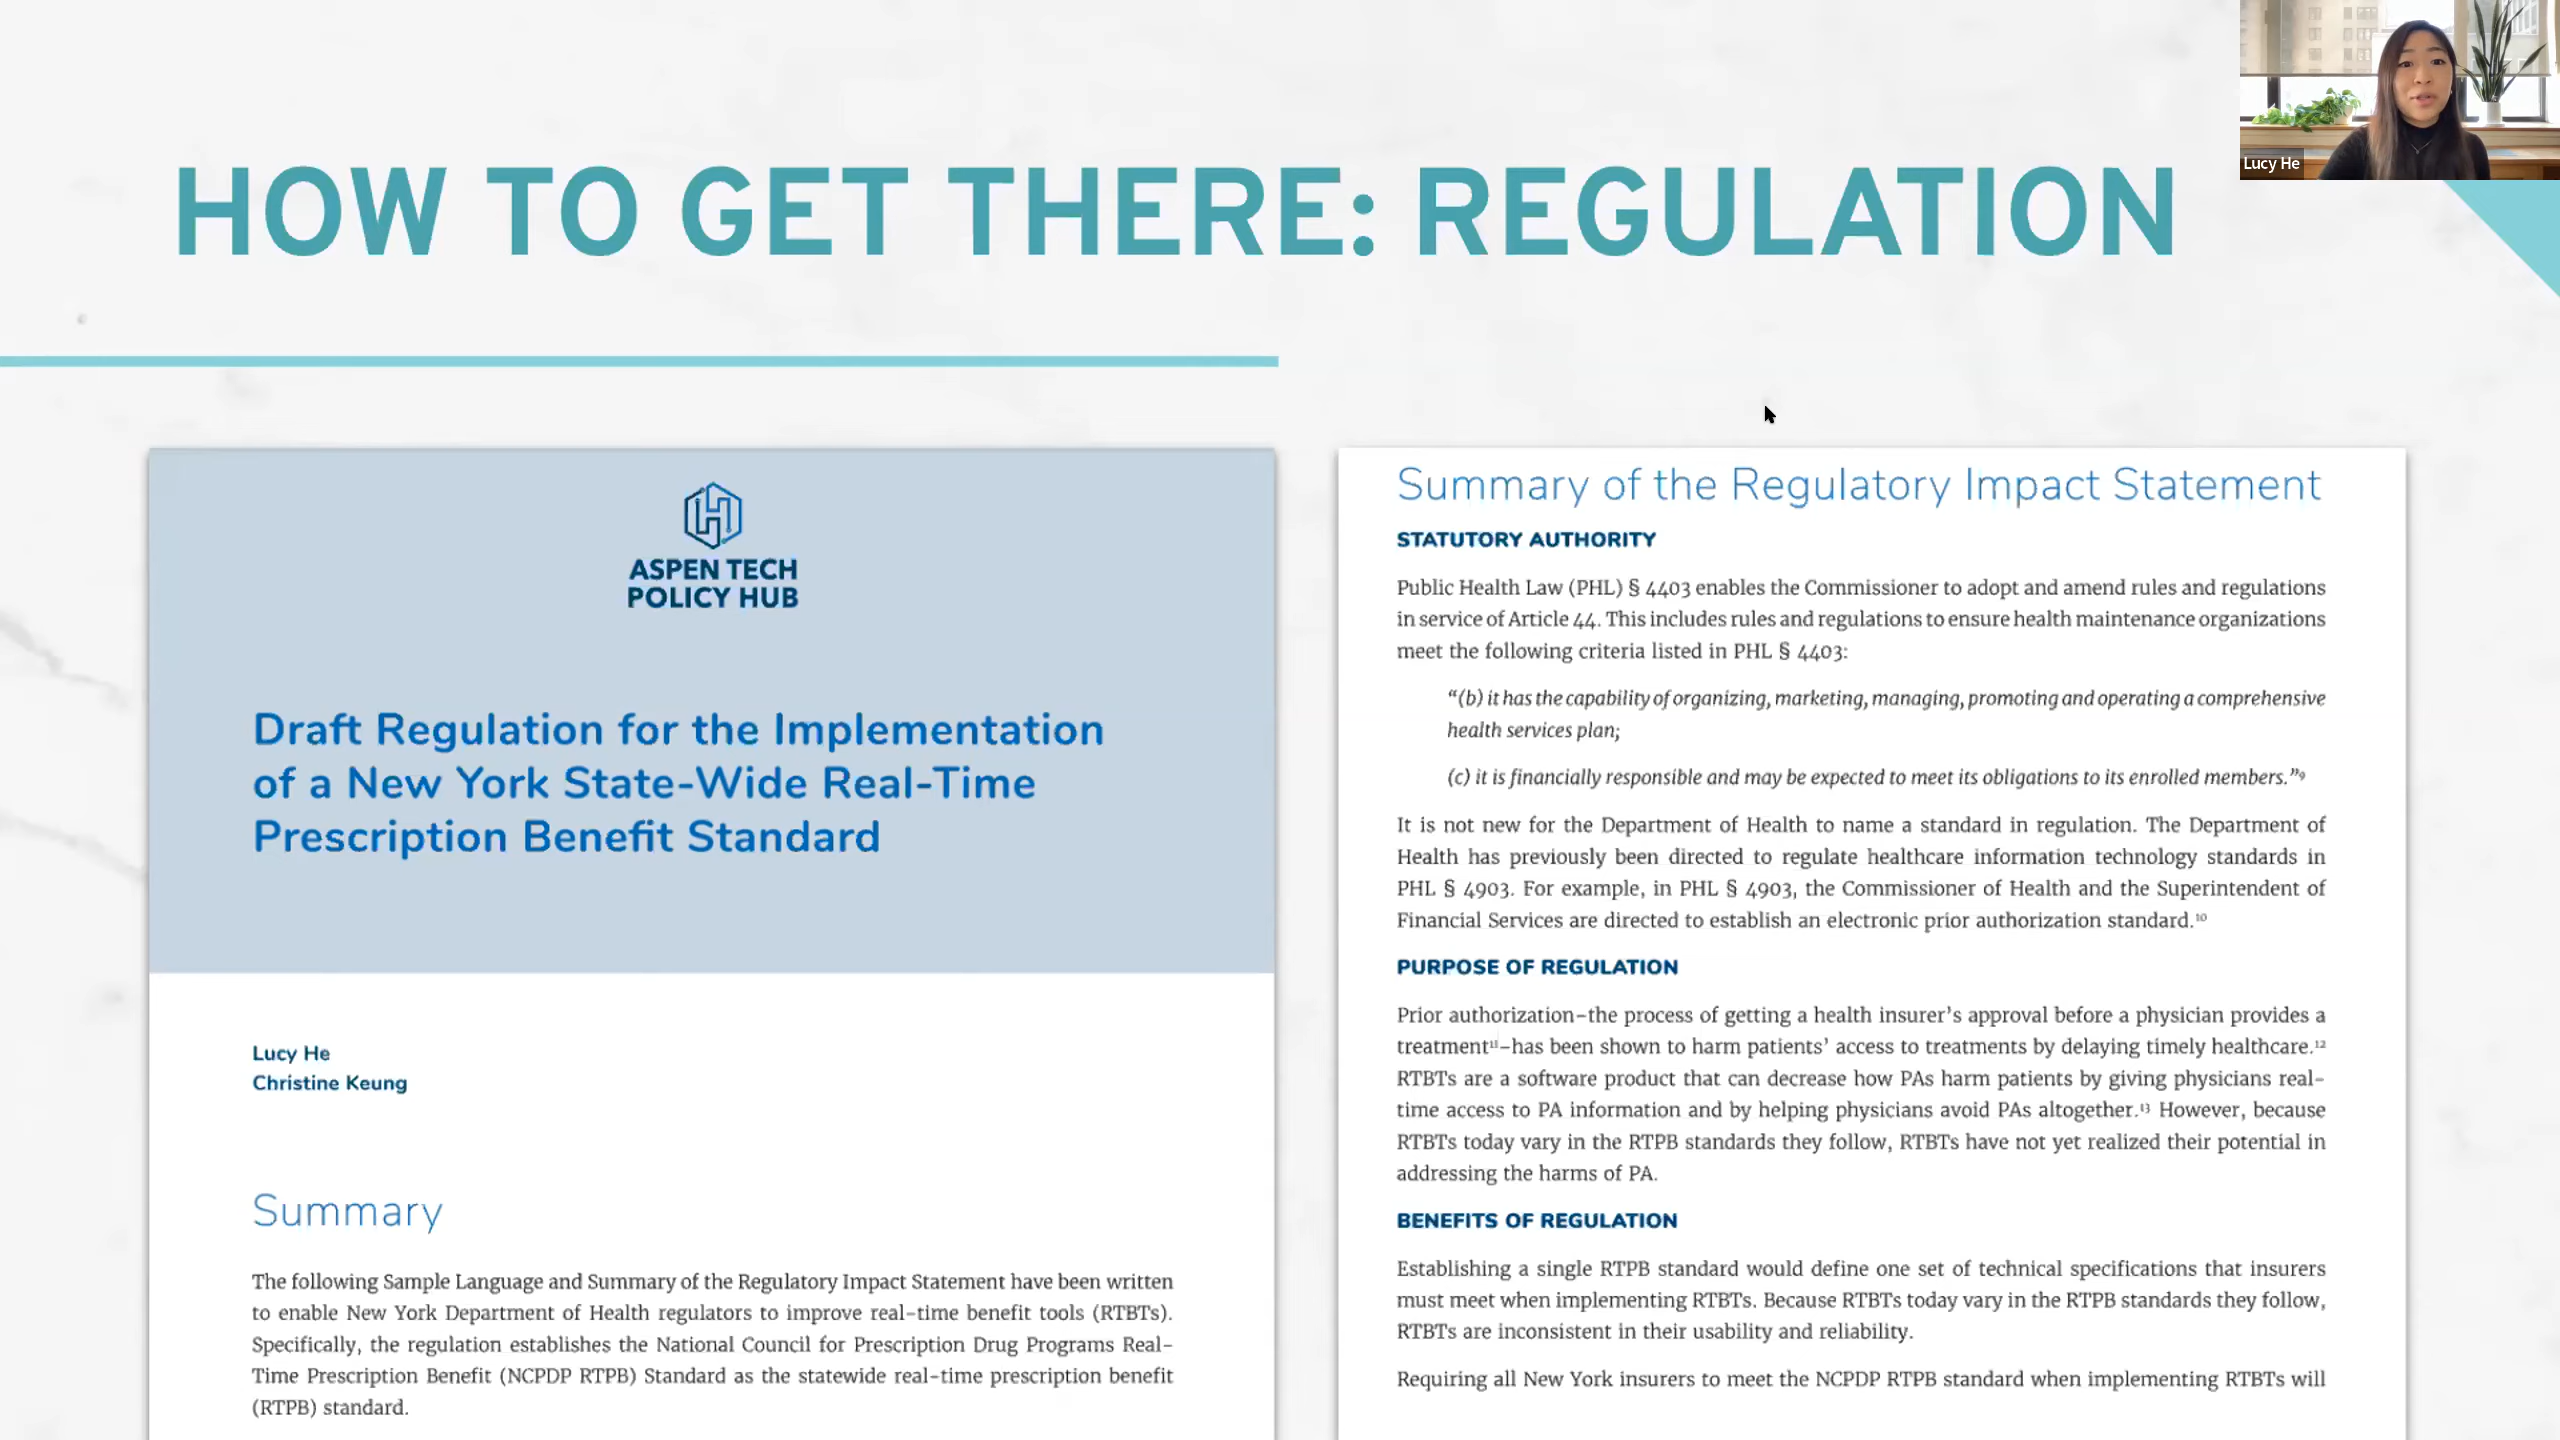 HOW TO GET THERE: REGULATION
Lucy He
ASPEN TECH
POLICY HUB
Draft Regulation for the Implementation
of a New York State-Wide Real-Time
Prescription Benefit Standard
Lucy He
Christine Keung
Summary
The following Sample Language and Summary of the Regulatory Impact Statement have been written
to enable New York Department of Health regulators to improve real-time benefit tools (RTBTs).
Specifically, the regulation establishes the National Council for Prescription Drug Programs Real-
Time Prescription Benefit (NCPDP RTPB) Standard as the statewide real-time prescription benefit
(RTPB) standard.
Summary of the Regulatory Impact Statement
STATUTORY AUTHORITY
Public Health Law (PHL) § 4403 enables the Commissioner to adopt and amend rules and regulations
in service of Article 44. This includes rules and regulations to ensure health maintenance organizations
meet the following criteria listed in PHL § 4403:
“(b) it has the capability of organizing, marketing, managing, promoting and operating a comprehensive
health services plan;
(c) it is financially responsible and may be expected to meet its obligations to its enrolled members.”⁹
It is not new for the Department of Health to name a standard in regulation. The Department of
Health has previously been directed to regulate healthcare information technology standards in
PHL § 4903. For example, in PHL § 4903, the Commissioner of Health and the Superintendent of
Financial Services are directed to establish an electronic prior authorization standard.¹⁰
PURPOSE OF REGULATION
Prior authorization–the process of getting a health insurer’s approval before a physician provides a
treatment¹¹–has been shown to harm patients’ access to treatments by delaying timely healthcare.¹²
RTBTs are a software product that can decrease how PAs harm patients by giving physicians real-
time access to PA information and by helping physicians avoid PAs altogether.¹³ However, because
RTBTs today vary in the RTPB standards they follow, RTBTs have not yet realized their potential in
addressing the harms of PA.
BENEFITS OF REGULATION
Establishing a single RTPB standard would define one set of technical specifications that insurers
must meet when implementing RTBTs. Because RTBTs today vary in the RTPB standards they follow,
RTBTs are inconsistent in their usability and reliability.
Requiring all New York insurers to meet the NCPDP RTPB standard when implementing RTBTs will